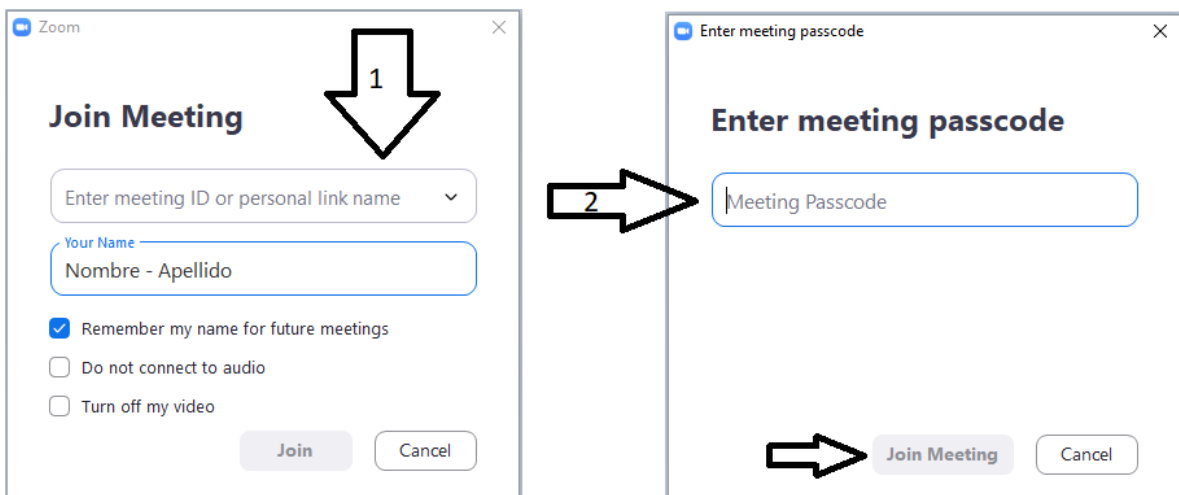 Zoom
1
Join Meeting
Enter meeting ID or personal link name
Your Name
Nombre - Apellido
Remember my name for future meetings
Do not connect to audio
Turn off my video
Join
Cancel
Enter meeting passcode
Enter meeting passcode
2
Meeting Passcode
Join Meeting
Cancel